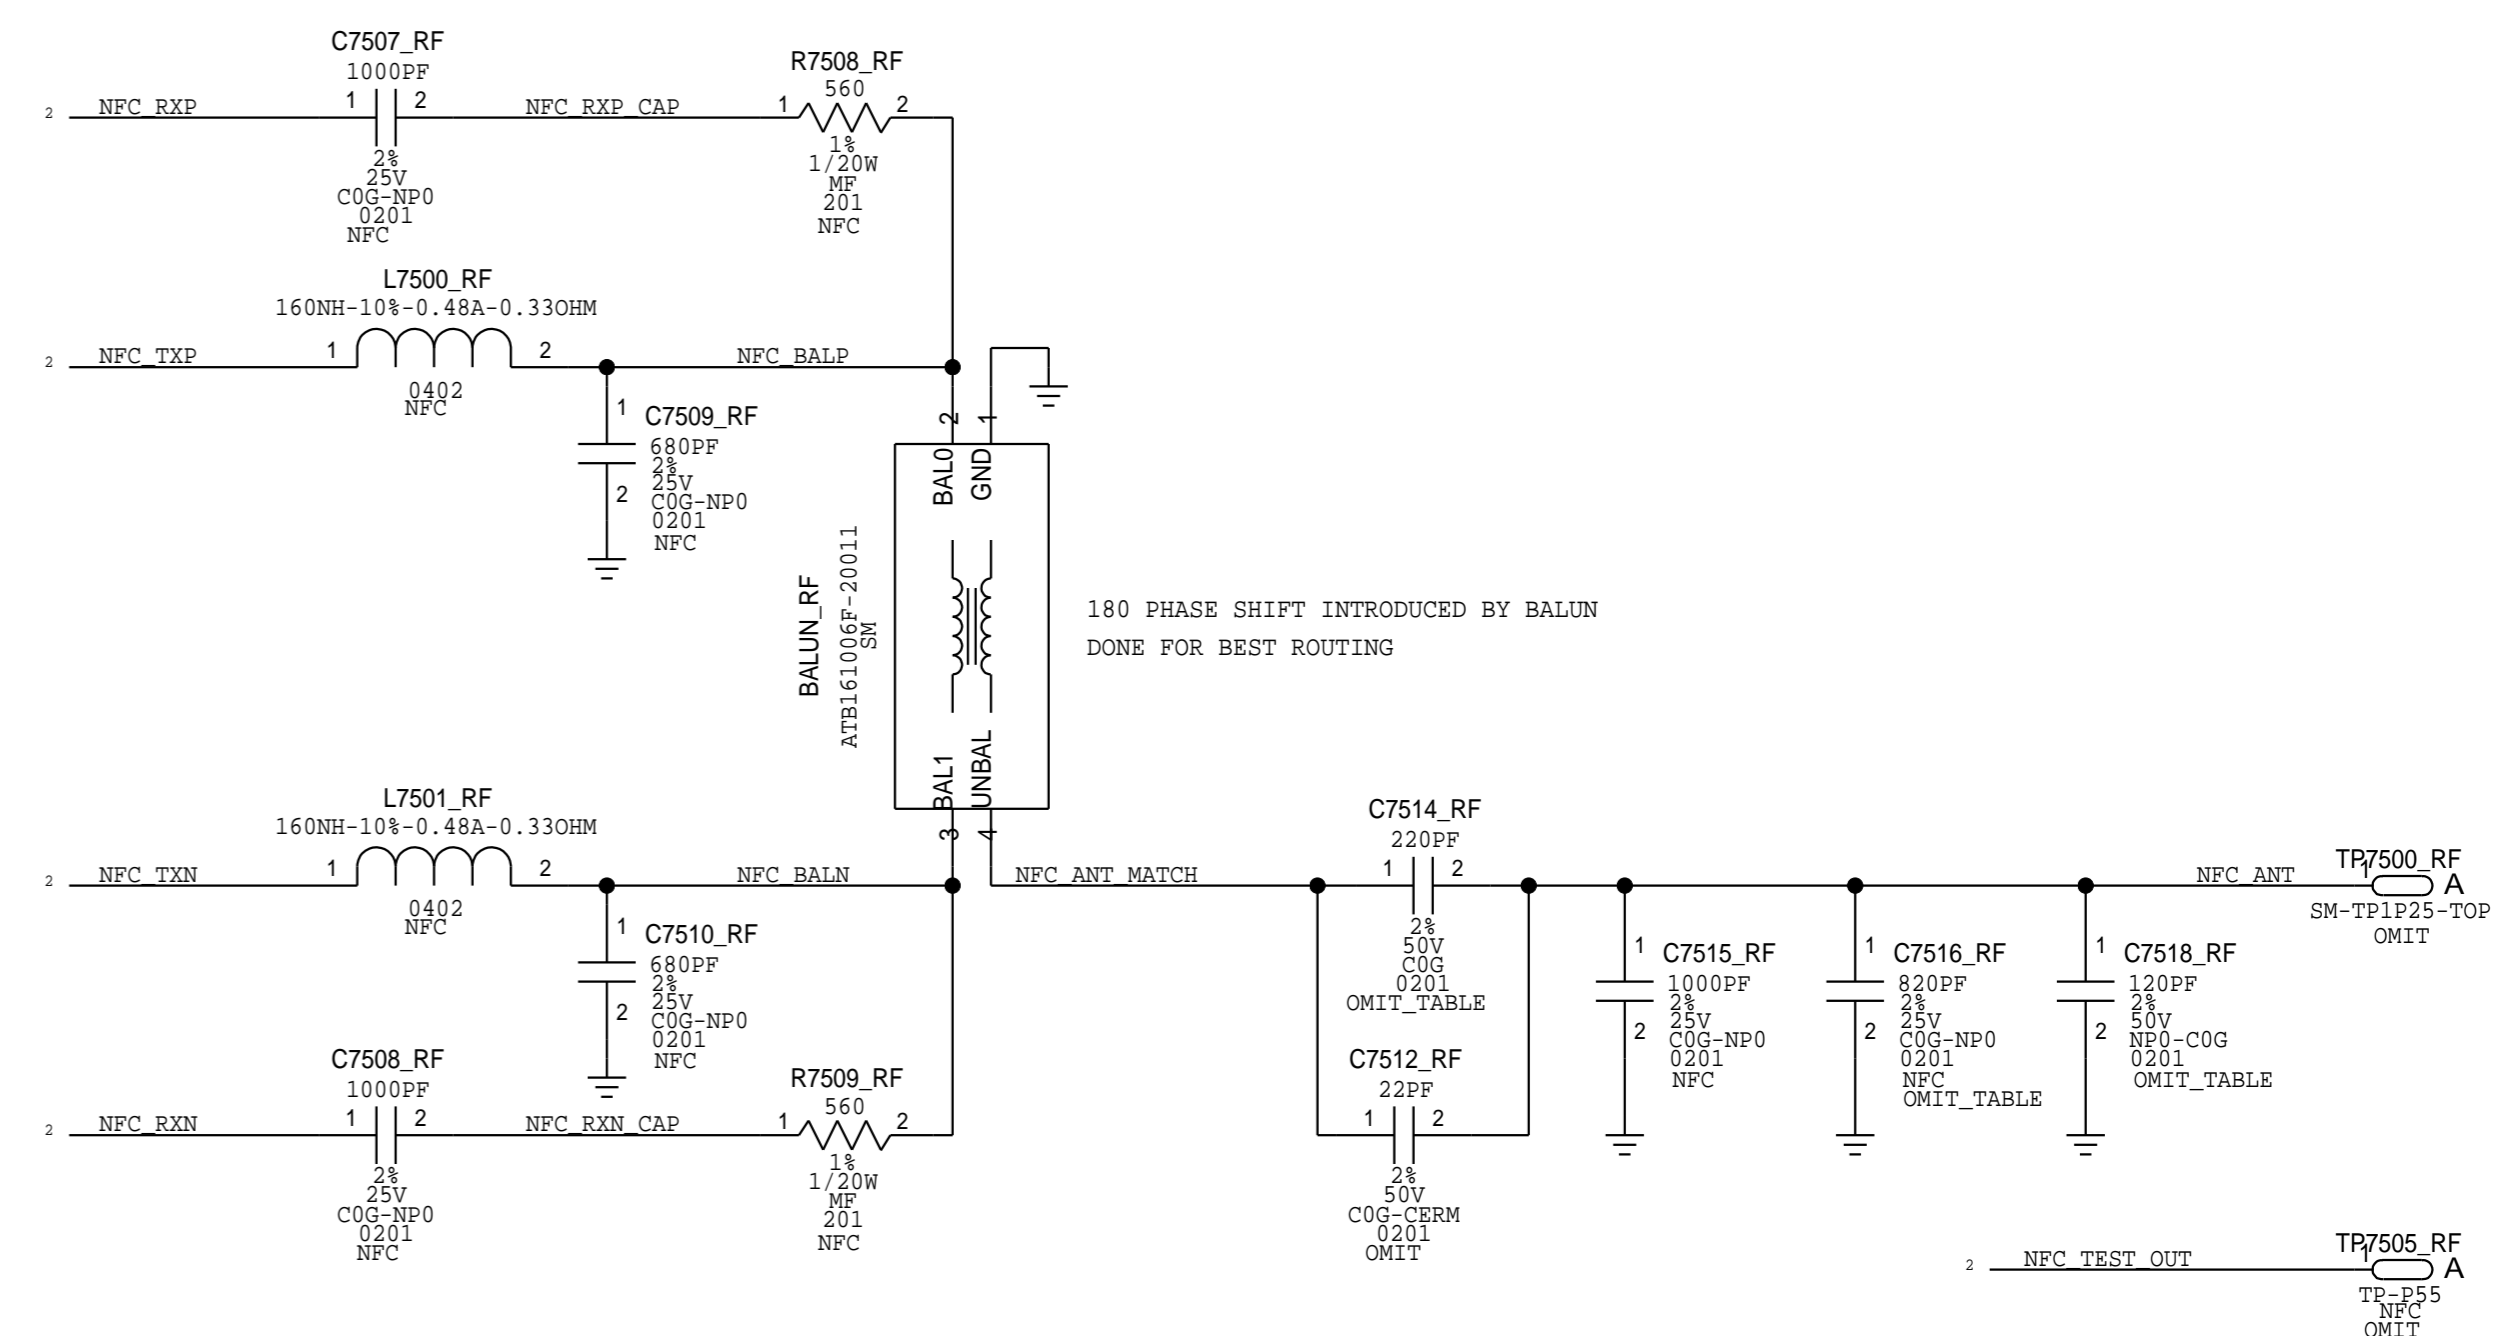 C7507_RF
1000PF
1
2
2 NFC_RXP
NFC_RXP_CAP
2%
25V
C0G-NP0
0201
NFC
R7508_RF
560
1
2
1%
1/20W
MF
201
NFC
L7500_RF
160NH-10%-0.48A-0.33OHM
2 NFC_TXP
1
2
NFC_BALP
0402
NFC
1
C7509_RF
680PF
2%
25V
2
C0G-NP0
0201
NFC
2
1
BAL0
GND
BALUN_RF
ATB161006F-20011
SM
BAL1
UNBAL
3
4
180 PHASE SHIFT INTRODUCED BY BALUN
DONE FOR BEST ROUTING
L7501_RF
160NH-10%-0.48A-0.33OHM
2 NFC_TXN
1
2
NFC_BALN
0402
NFC
1
C7510_RF
680PF
2%
25V
2
C0G-NP0
0201
NFC
C7508_RF
1000PF
2 NFC_RXN
1
2
NFC_RXN_CAP
2%
25V
C0G-NP0
0201
NFC
R7509_RF
560
1
2
1%
1/20W
MF
201
NFC
NFC_ANT_MATCH
C7514_RF
220PF
1
2
2%
50V
C0G
0201
OMIT_TABLE
C7512_RF
22PF
1
2
2%
50V
C0G-CERM
0201
OMIT
1
C7515_RF
1000PF
2%
25V
2
C0G-NP0
0201
NFC
1
C7516_RF
820PF
2%
25V
2
C0G-NP0
0201
NFC
OMIT_TABLE
1
C7518_RF
120PF
2%
50V
2
NP0-C0G
0201
OMIT_TABLE
NFC_ANT
TP7500_RF
1
A
SM-TP1P25-TOP
OMIT
2 NFC_TEST_OUT
TP7505_RF
1
A
TP-P55
NFC
OMIT